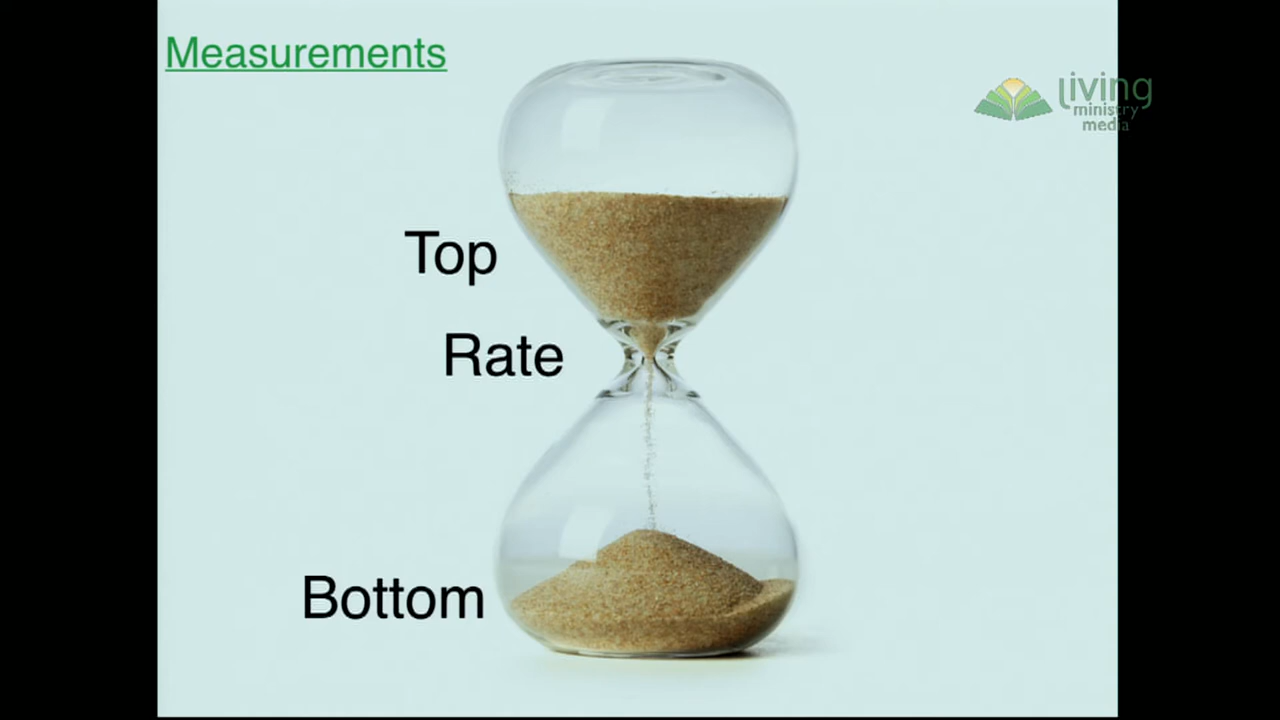 Measurements
living
ministry
media
Top
Rate
Bottom